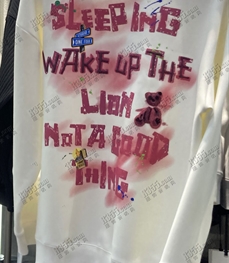 SLEEPING
WAKE UP THE
LION
NOT A GOOD
THING